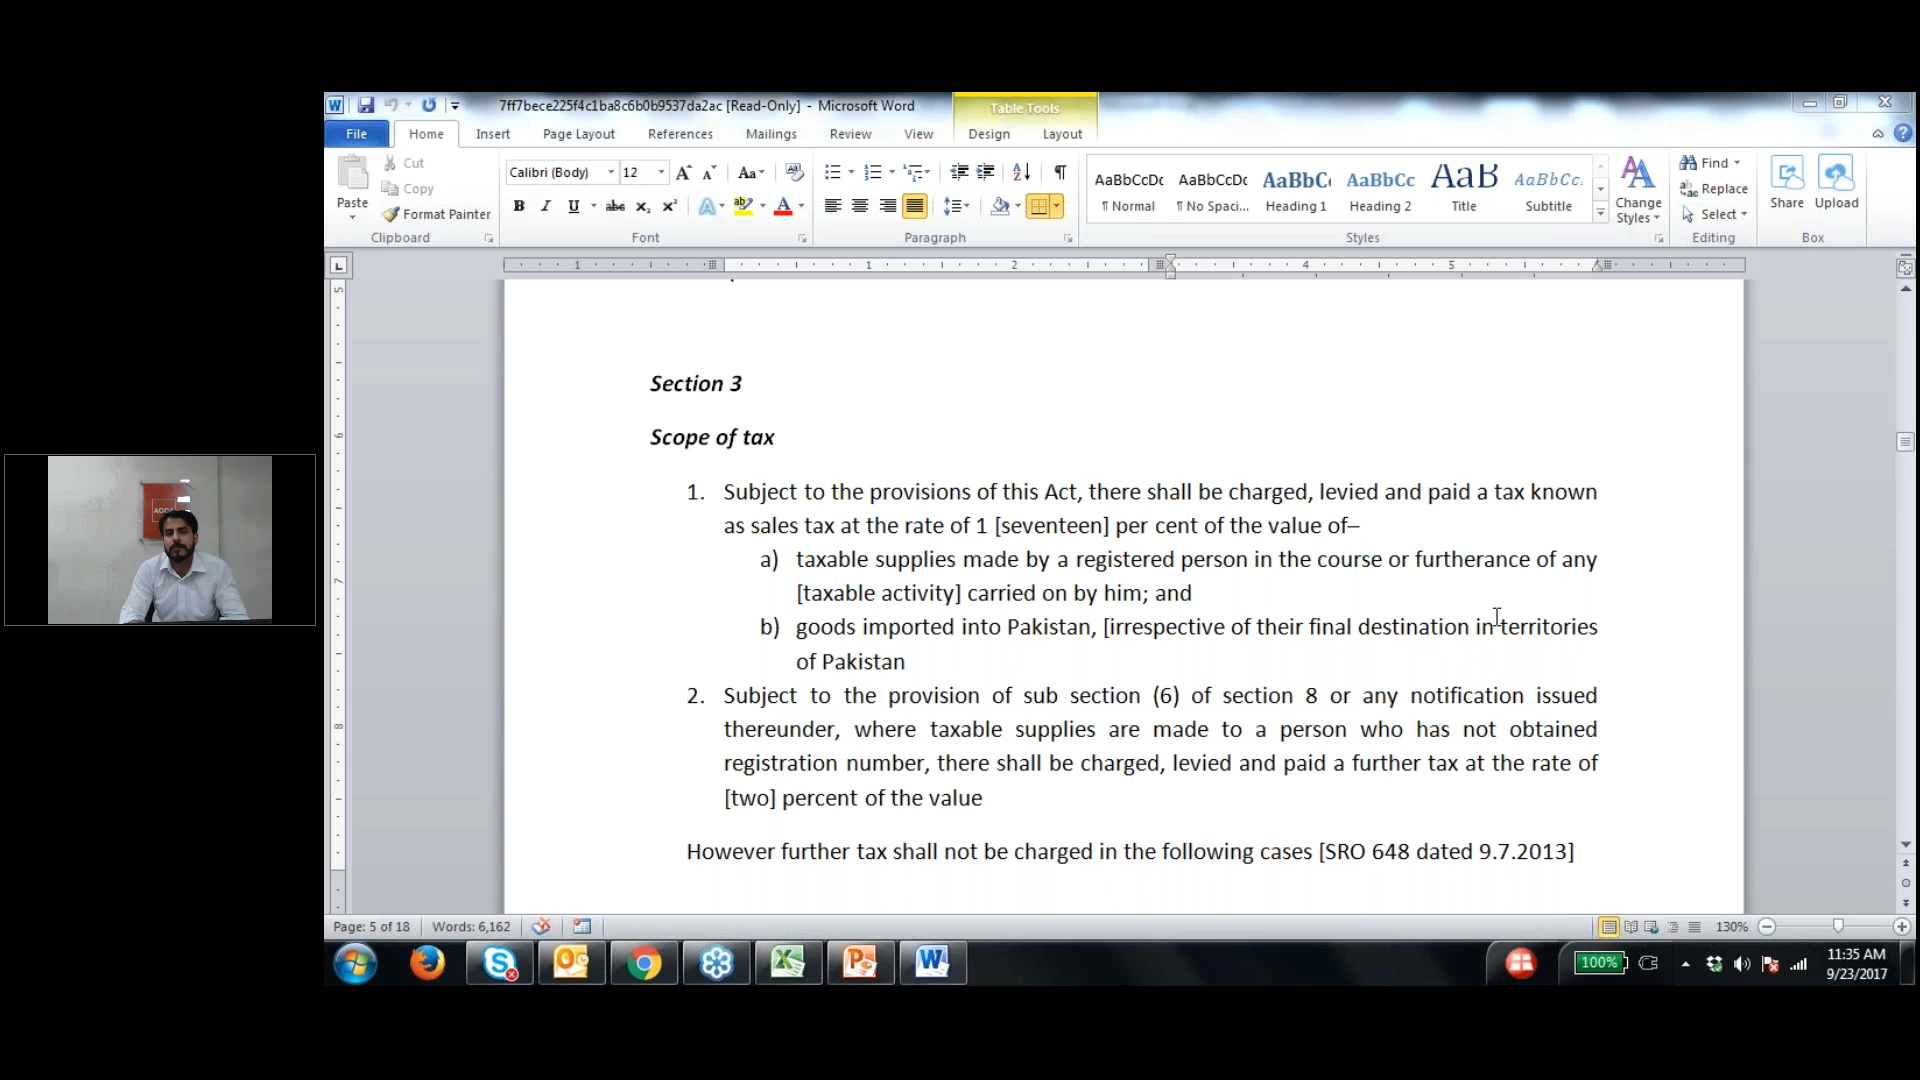 7ff7bece225f4c1ba8c6b0b9537da2ac [Read-Only] - Microsoft Word
Table Tools
File Home Insert Page Layout References Mailings Review View Design Layout
Paste
Cut
Copy
Format Painter
Clipboard
Calibri (Body) 12
Font
Paragraph
AaBbCcDc AaBbCcDc AaBbC AaBbCc AaB AaBbCc.
¶ Normal ¶ No Spaci... Heading 1 Heading 2 Title Subtitle
Change
Styles
Styles
Find
Replace
Select
Editing
Share Upload
Box
1 1 2 4 5
Section 3
Scope of tax
1. Subject to the provisions of this Act, there shall be charged, levied and paid a tax known
as sales tax at the rate of 1 [seventeen] per cent of the value of–
a) taxable supplies made by a registered person in the course or furtherance of any
[taxable activity] carried on by him; and
b) goods imported into Pakistan, [irrespective of their final destination in territories
of Pakistan
2. Subject to the provision of sub section (6) of section 8 or any notification issued
thereunder, where taxable supplies are made to a person who has not obtained
registration number, there shall be charged, levied and paid a further tax at the rate of
[two] percent of the value
However further tax shall not be charged in the following cases [SRO 648 dated 9.7.2013]
ACCA
Page: 5 of 18 Words: 6,162 130%
100%
11:35 AM
9/23/2017